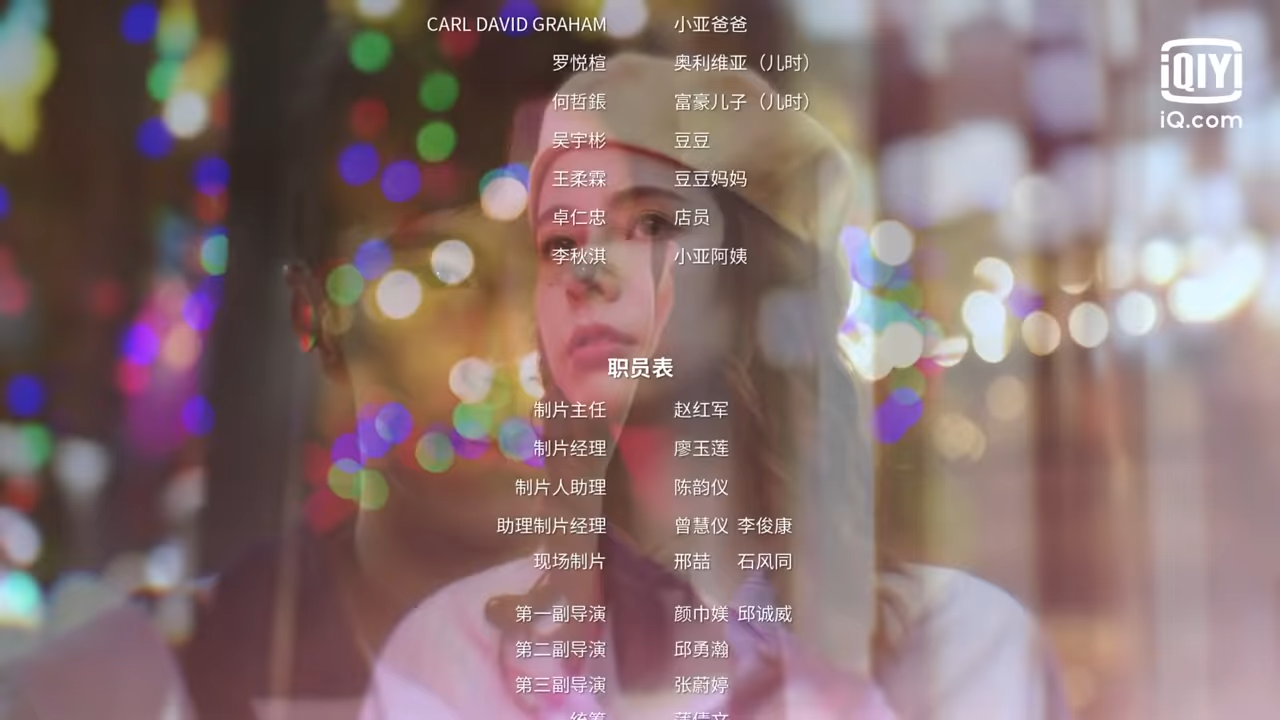 CARL DAVID GRAHAM 小亚爸爸
罗悦楦 奥利维亚（儿时）
何哲鋹 富豪儿子（儿时）
吴宇彬 豆豆
王柔霖 豆豆妈妈
卓仁忠 店员
李秋淇 小亚阿姨
iQIYI
iQ.com
职员表
制片主任 赵红军
制片经理 廖玉莲
制片人助理 陈韵仪
助理制片经理 曾慧仪 李俊康
现场制片 邢喆 石风同
第一副导演 颜巾媄 邱诚威
第二副导演 邱勇瀚
第三副导演 张蔚婷